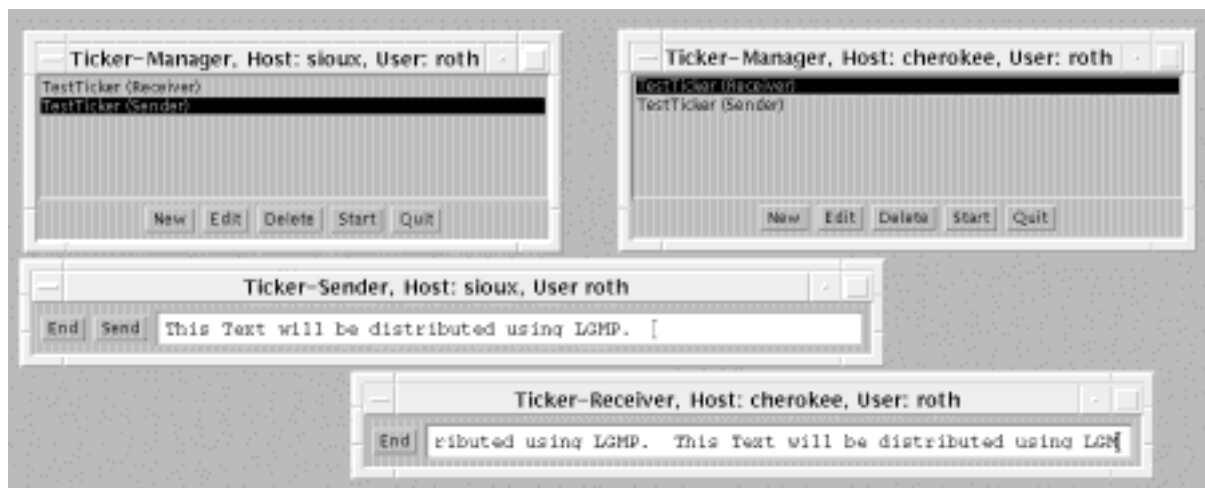 Ticker-Manager, Host: sioux, User: roth
TestTicker (Receiver)
TestTicker (Sender)
New Edit Delete Start Quit
Ticker-Manager, Host: cherokee, User: roth
TestTicker (Receiver)
TestTicker (Sender)
New Edit Delete Start Quit
Ticker-Sender, Host: sioux, User roth
End Send This Text will be distributed using LGMP.
Ticker-Receiver, Host: cherokee, User: roth
End ributed using LGMP. This Text will be distributed using LGM